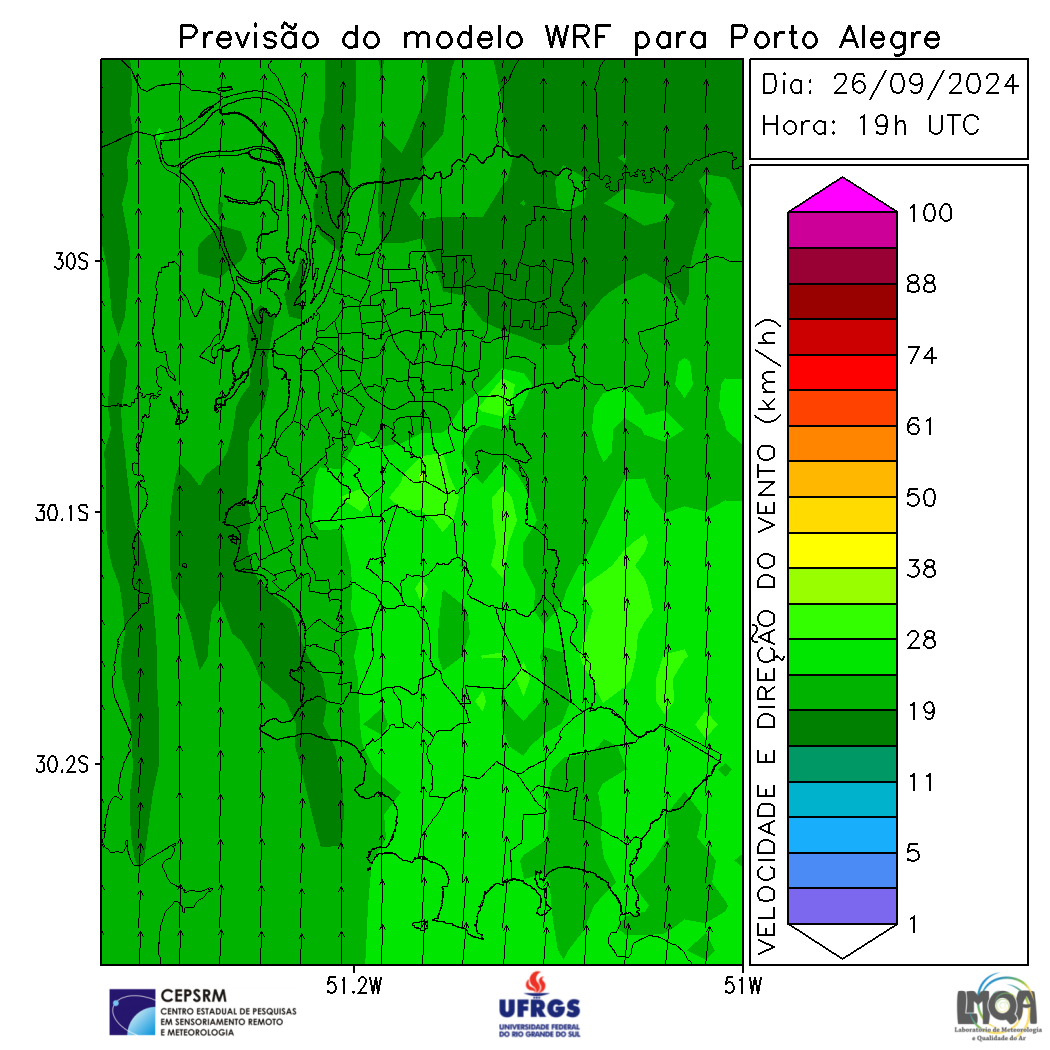 Previsão do modelo WRF para Porto Alegre
Dia: 26/09/2024
Hora: 19h UTC
30S
30.1S
30.2S
51.2W
51W
VELOCIDADE E DIREÇÃO DO VENTO (km/h)
100
88
74
61
50
38
28
19
11
5
1
CEPSRM
CENTRO ESTADUAL DE PESQUISAS
EM SENSORIAMENTO REMOTO
E METEOROLOGIA
UFRGS
UNIVERSIDADE FEDERAL
DO RIO GRANDE DO SUL
LMQA
Laboratório de Meteorologia
e Qualidade do Ar